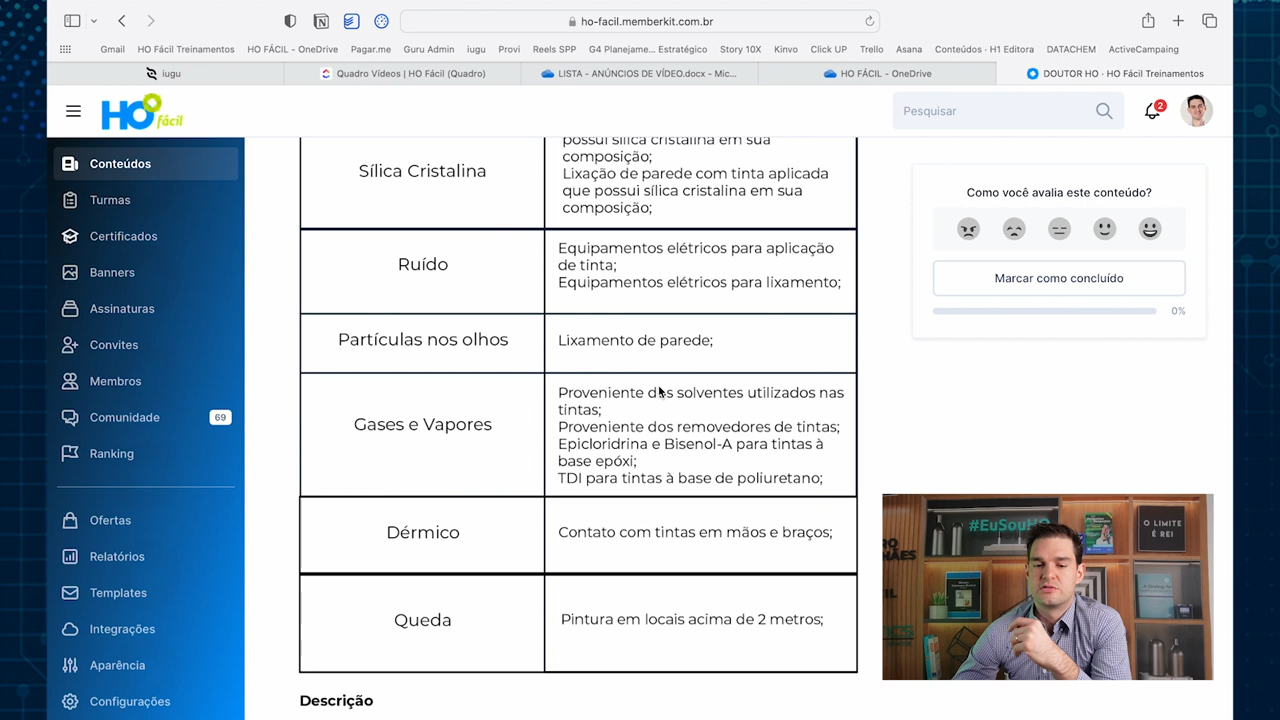 ho-facil.memberkit.com.br
Gmail
HO Fácil Treinamentos
HO FÁCIL - OneDrive
Pagar.me
Guru Admin
iugu
Provi
Reels SPP
G4 Planejame... Estratégico
Story 10X
Kinvo
Click UP
Trello
Asana
Conteúdos · H1 Editora
DATACHEM
ActiveCampaing
iugu
Quadro Vídeos | HO Fácil (Quadro)
LISTA - ANÚNCIOS DE VÍDEO.docx - Mic...
HO FÁCIL - OneDrive
DOUTOR HO · HO Fácil Treinamentos
HO fácil
Pesquisar
2
Conteúdos
Turmas
Certificados
Banners
Assinaturas
Convites
Membros
Comunidade
69
Ranking
Ofertas
Relatórios
Templates
Integrações
Aparência
Configurações
Sílica Cristalina
possui sílica cristalina em sua
composição;
Lixação de parede com tinta aplicada
que possui sílica cristalina em sua
composição;
Ruído
Equipamentos elétricos para aplicação
de tinta;
Equipamentos elétricos para lixamento;
Partículas nos olhos
Lixamento de parede;
Gases e Vapores
Proveniente dos solventes utilizados nas
tintas;
Proveniente dos removedores de tintas;
Epicloridrina e Bisenol-A para tintas à
base epóxi;
TDI para tintas à base de poliuretano;
Dérmico
Contato com tintas em mãos e braços;
Queda
Pintura em locais acima de 2 metros;
Descrição
Como você avalia este conteúdo?
Marcar como concluído
0%
#EuSouHO
O LIMITE
É REI